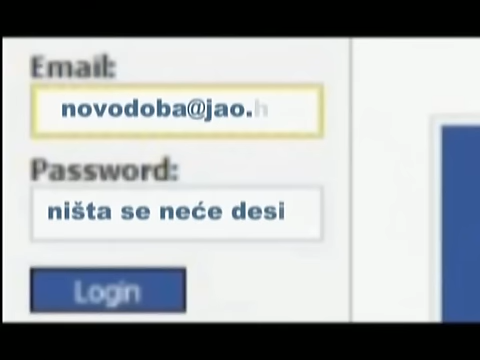 Email:
novodoba@jao.h
Password:
ništa se neće desi
Login